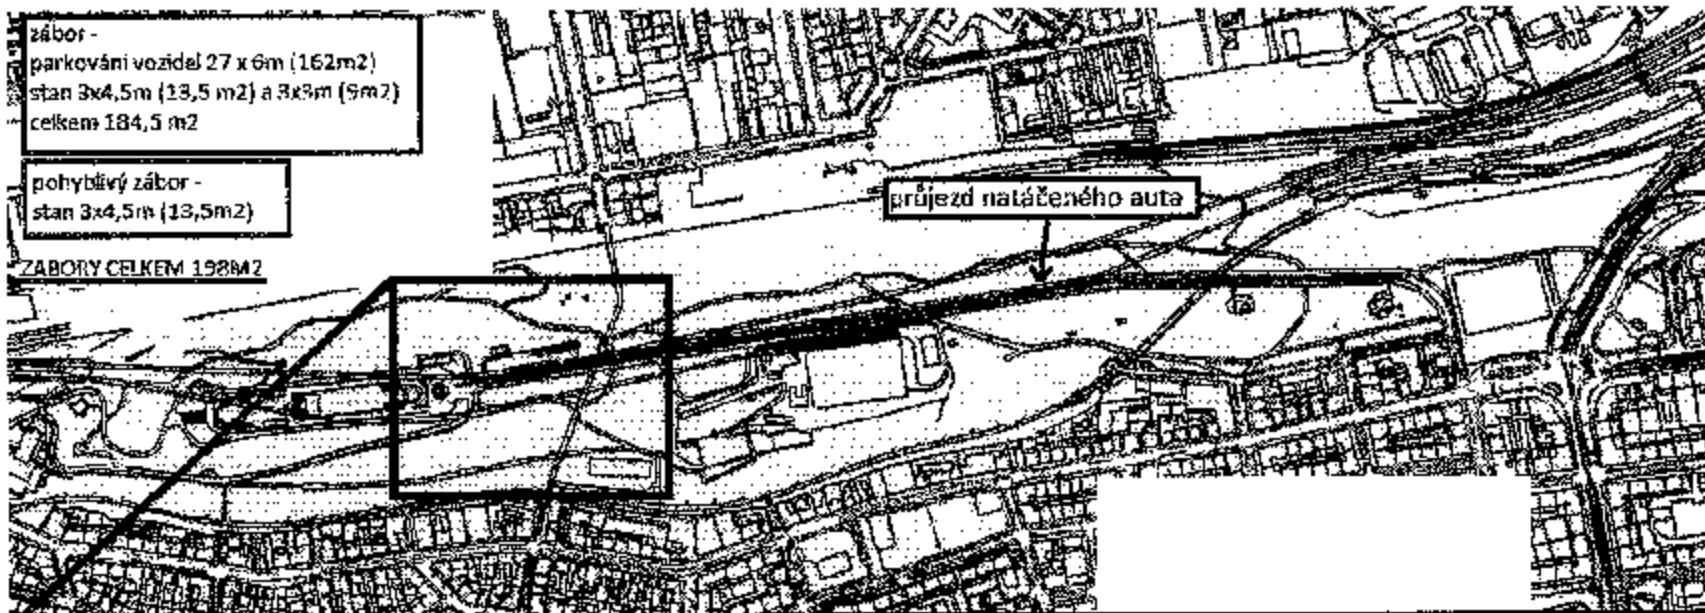 zábor -
parkování vozidel 27 x 6m (162m2)
stan 3x4,5m (13,5 m2) a 3x3m (9m2)
celkem 184,5 m2
pohyblivý zábor -
stan 3x4,5m (13,5m2)
ZABORY CELKEM 198M2
průjezd natáčeného auta